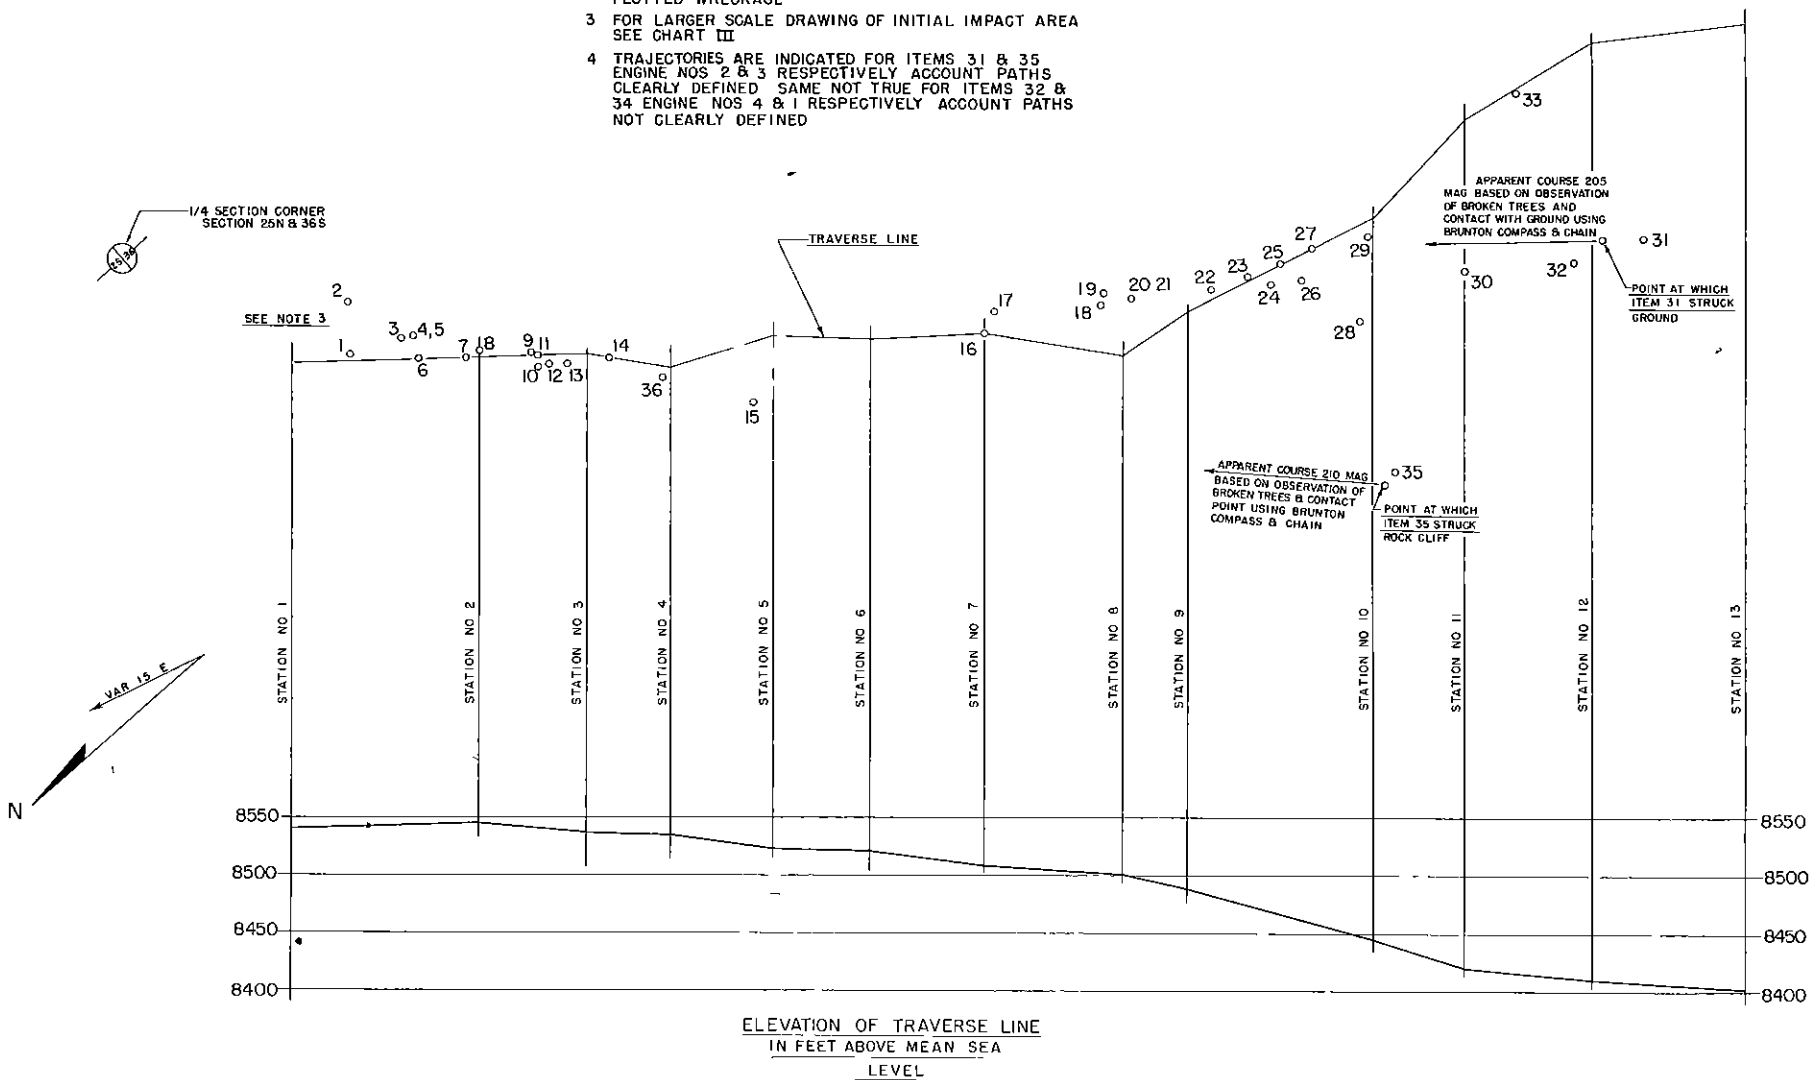 PLOTTED WRECKAGE
3 FOR LARGER SCALE DRAWING OF INITIAL IMPACT AREA
SEE CHART III
4 TRAJECTORIES ARE INDICATED FOR ITEMS 31 & 35
ENGINE NOS 2 & 3 RESPECTIVELY ACCOUNT PATHS
CLEARLY DEFINED SAME NOT TRUE FOR ITEMS 32 &
34 ENGINE NOS 4 & 1 RESPECTIVELY ACCOUNT PATHS
NOT CLEARLY DEFINED
1/4 SECTION CORNER
SECTION 25N & 36S
25 36
SEE NOTE 3
TRAVERSE LINE
APPARENT COURSE 205
MAG BASED ON OBSERVATION
OF BROKEN TREES AND
CONTACT WITH GROUND USING
BRUNTON COMPASS & CHAIN
POINT AT WHICH
ITEM 31 STRUCK
GROUND
APPARENT COURSE 210 MAG
BASED ON OBSERVATION OF
BROKEN TREES & CONTACT
POINT USING BRUNTON
COMPASS & CHAIN
POINT AT WHICH
ITEM 35 STRUCK
ROCK CLIFF
1
2
3
4,5
6
7
8
9
10
11
12
13
14
36
15
16
17
18
19
20 21
22
23
24
25
26
27
28
29
30
31
32
33
35
STATION NO 1
STATION NO 2
STATION NO 3
STATION NO 4
STATION NO 5
STATION NO 6
STATION NO 7
STATION NO 8
STATION NO 9
STATION NO 10
STATION NO 11
STATION NO 12
STATION NO 13
VAR 15 E
N
8550
8500
8450
8400
8550
8500
8450
8400
ELEVATION OF TRAVERSE LINE
IN FEET ABOVE MEAN SEA
LEVEL